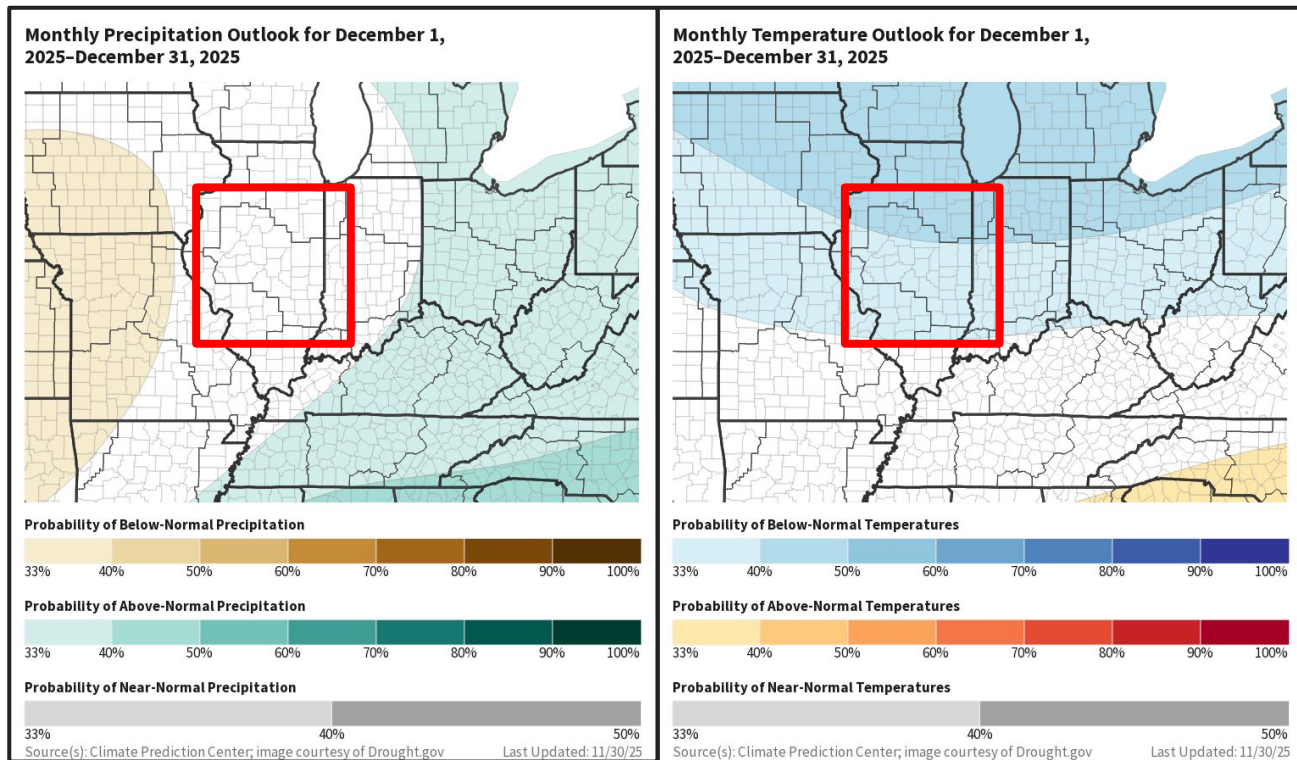 Monthly Precipitation Outlook for December 1,
2025–December 31, 2025
Probability of Below-Normal Precipitation
33% 40% 50% 60% 70% 80% 90% 100%
Probability of Above-Normal Precipitation
33% 40% 50% 60% 70% 80% 90% 100%
Probability of Near-Normal Precipitation
33% 40% 50%
Source(s): Climate Prediction Center; image courtesy of Drought.gov Last Updated: 11/30/25
Monthly Temperature Outlook for December 1,
2025–December 31, 2025
Probability of Below-Normal Temperatures
33% 40% 50% 60% 70% 80% 90% 100%
Probability of Above-Normal Temperatures
33% 40% 50% 60% 70% 80% 90% 100%
Probability of Near-Normal Temperatures
33% 40% 50%
Source(s): Climate Prediction Center; image courtesy of Drought.gov Last Updated: 11/30/25